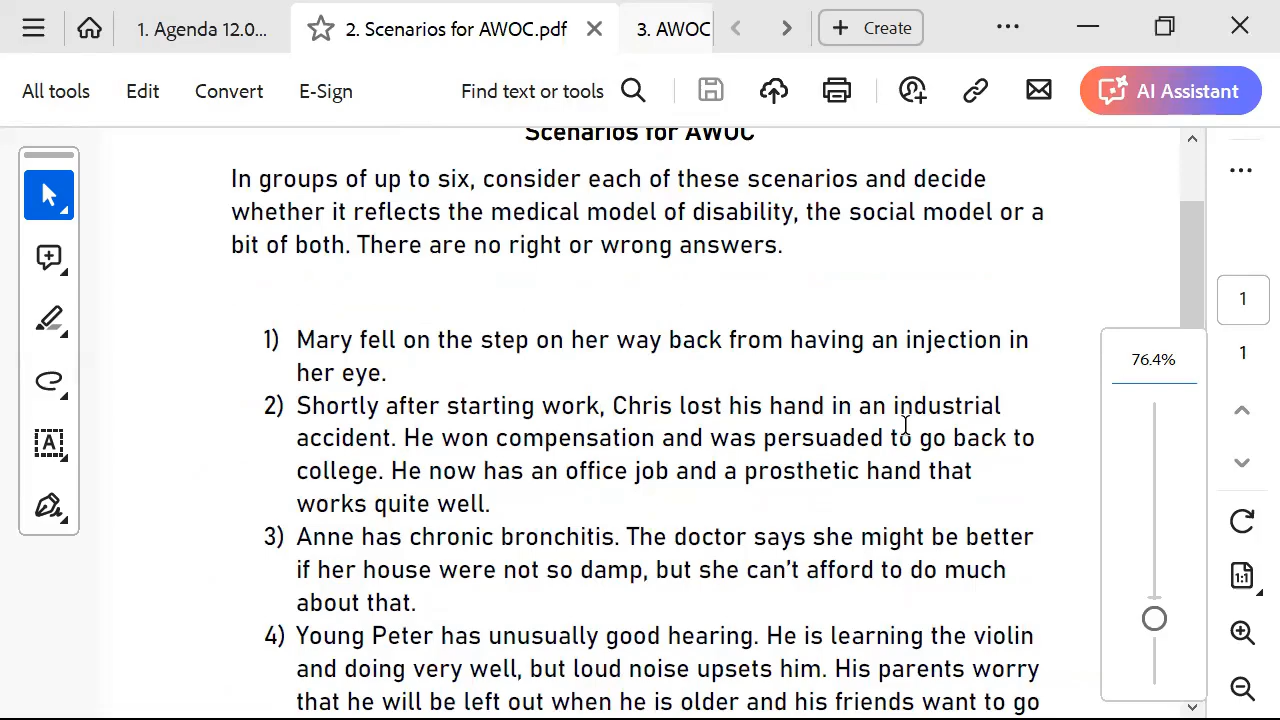 1. Agenda 12.0...
2. Scenarios for AWOC.pdf
3. AWOC
Create
All tools
Edit
Convert
E-Sign
Find text or tools
AI Assistant
Scenarios for AWOC
In groups of up to six, consider each of these scenarios and decide
whether it reflects the medical model of disability, the social model or a
bit of both. There are no right or wrong answers.
1) Mary fell on the step on her way back from having an injection in
her eye.
2) Shortly after starting work, Chris lost his hand in an industrial
accident. He won compensation and was persuaded to go back to
college. He now has an office job and a prosthetic hand that
works quite well.
3) Anne has chronic bronchitis. The doctor says she might be better
if her house were not so damp, but she can't afford to do much
about that.
4) Young Peter has unusually good hearing. He is learning the violin
and doing very well, but loud noise upsets him. His parents worry
that he will be left out when he is older and his friends want to go
76.4%
1
1
1:1